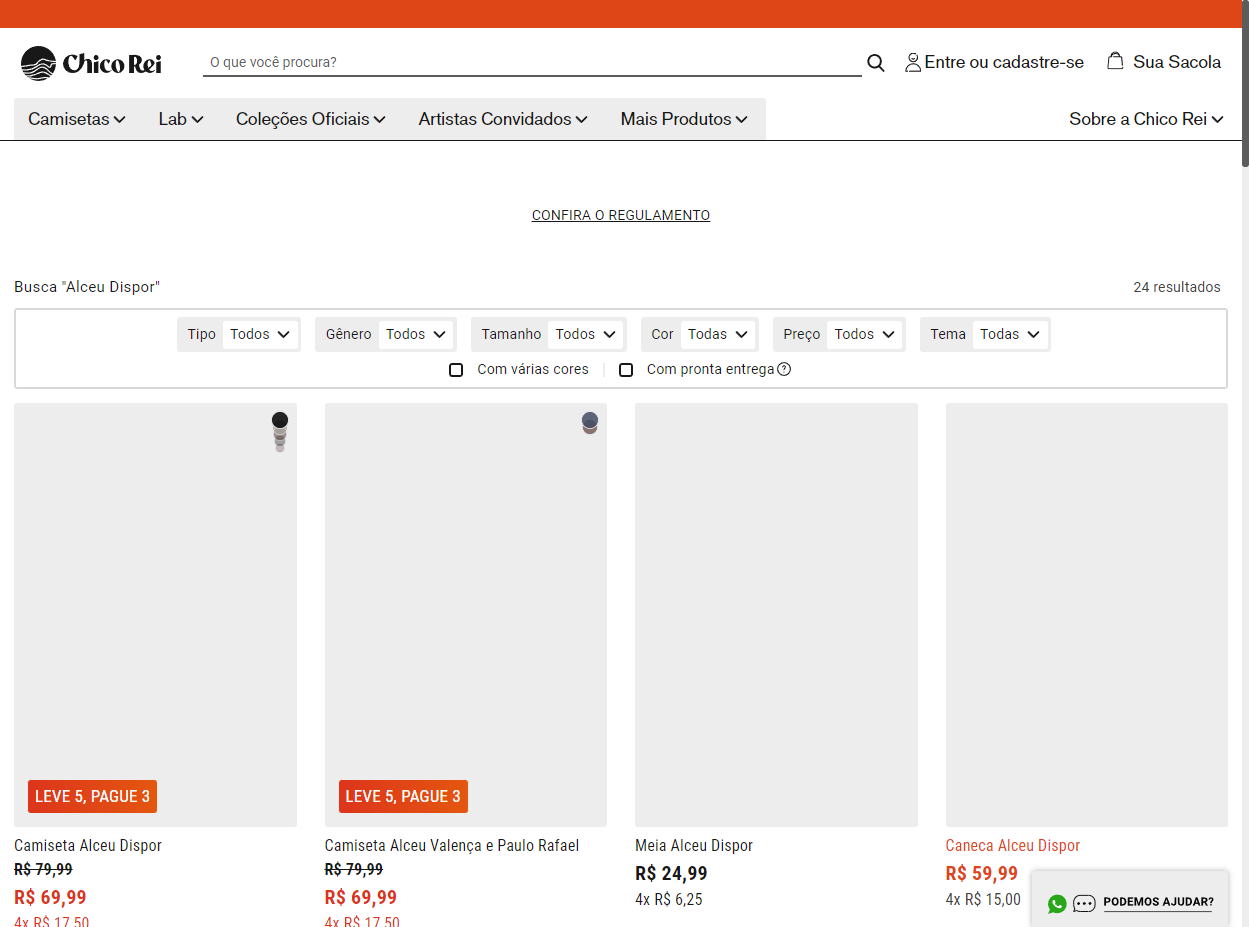 Chico Rei
O que você procura?
Entre ou cadastre-se
Sua Sacola
Camisetas
Lab
Coleções Oficiais
Artistas Convidados
Mais Produtos
Sobre a Chico Rei
CONFIRA O REGULAMENTO
Busca "Alceu Dispor"
24 resultados
Tipo Todos
Gênero Todos
Tamanho Todos
Cor Todas
Preço Todos
Tema Todas
Com várias cores
Com pronta entrega ?
LEVE 5, PAGUE 3
LEVE 5, PAGUE 3
Camiseta Alceu Dispor
R$ 79,99
R$ 69,99
4x R$ 17,50
Camiseta Alceu Valença e Paulo Rafael
R$ 79,99
R$ 69,99
4x R$ 17,50
Meia Alceu Dispor
R$ 24,99
4x R$ 6,25
Caneca Alceu Dispor
R$ 59,99
4x R$ 15,00
PODEMOS AJUDAR?